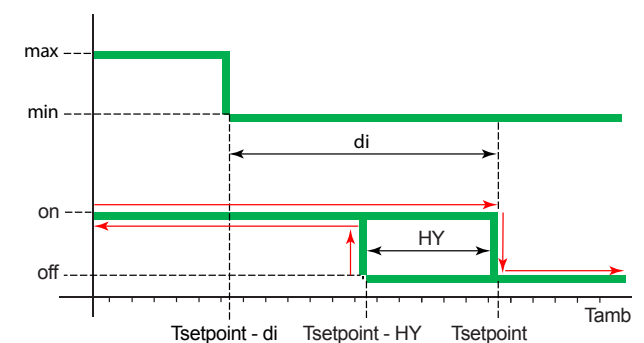 max
min
di
on
HY
off
Tamb
Tsetpoint - di Tsetpoint - HY Tsetpoint